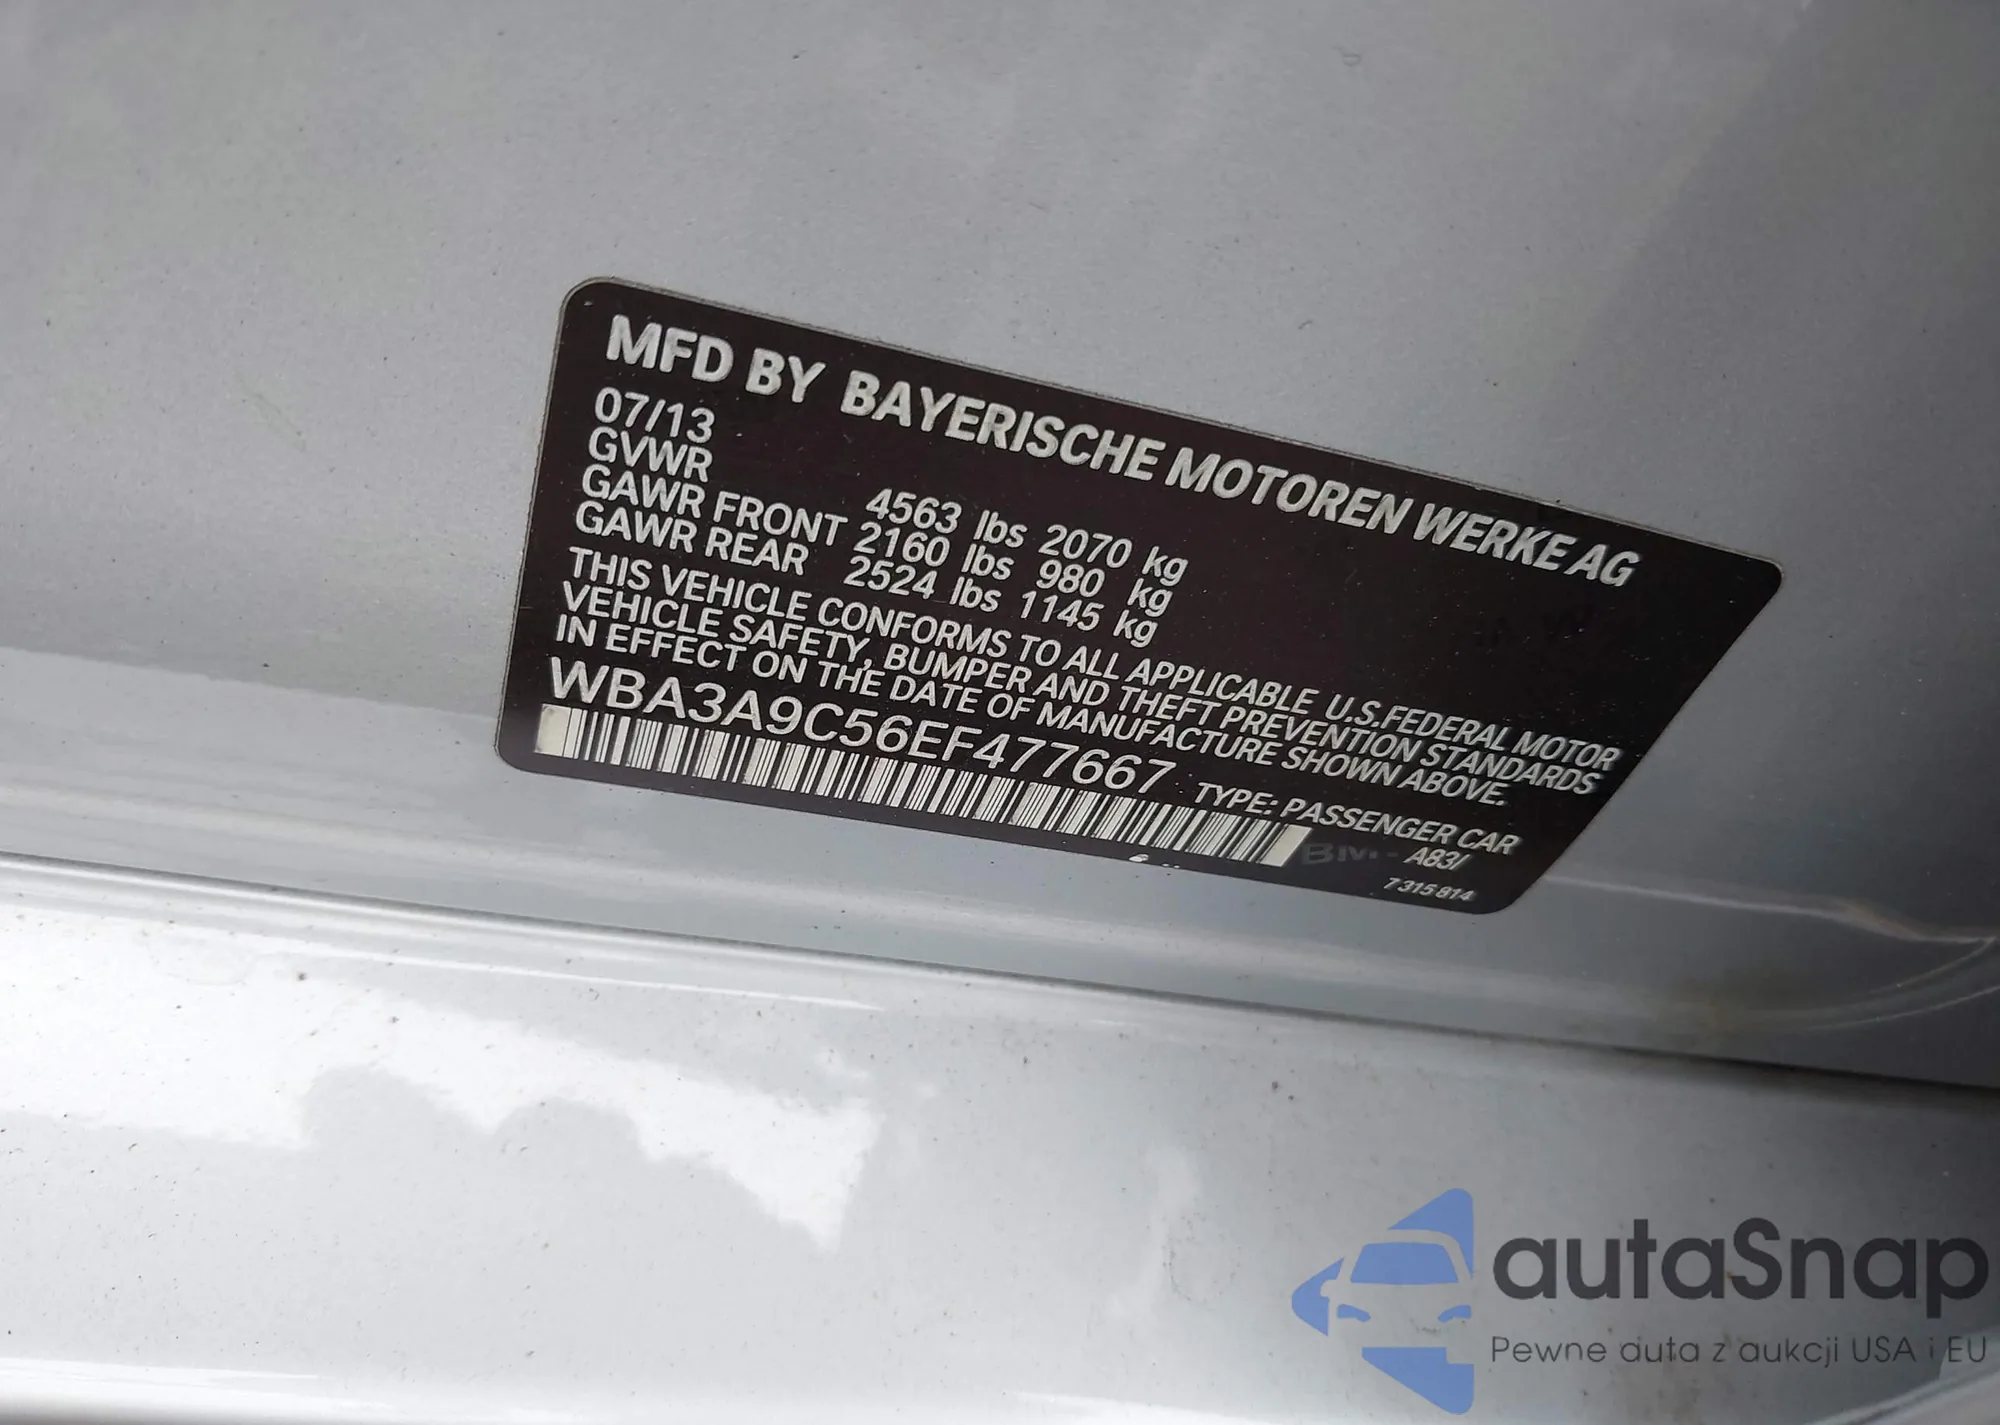 MFD BY BAYERISCHE MOTOREN WERKE AG
07/13
GVWR 4563 lbs 2070 kg
GAWR FRONT 2160 lbs 980 kg
GAWR REAR 2524 lbs 1145 kg
THIS VEHICLE CONFORMS TO ALL APPLICABLE U.S.FEDERAL MOTOR
VEHICLE SAFETY, BUMPER AND THEFT PREVENTION STANDARDS
IN EFFECT ON THE DATE OF MANUFACTURE SHOWN ABOVE.
WBA3A9C56EF477667 TYPE: PASSENGER CAR
A83/
7 315 814
autaSnap
Pewne auta z aukcji USA i EU